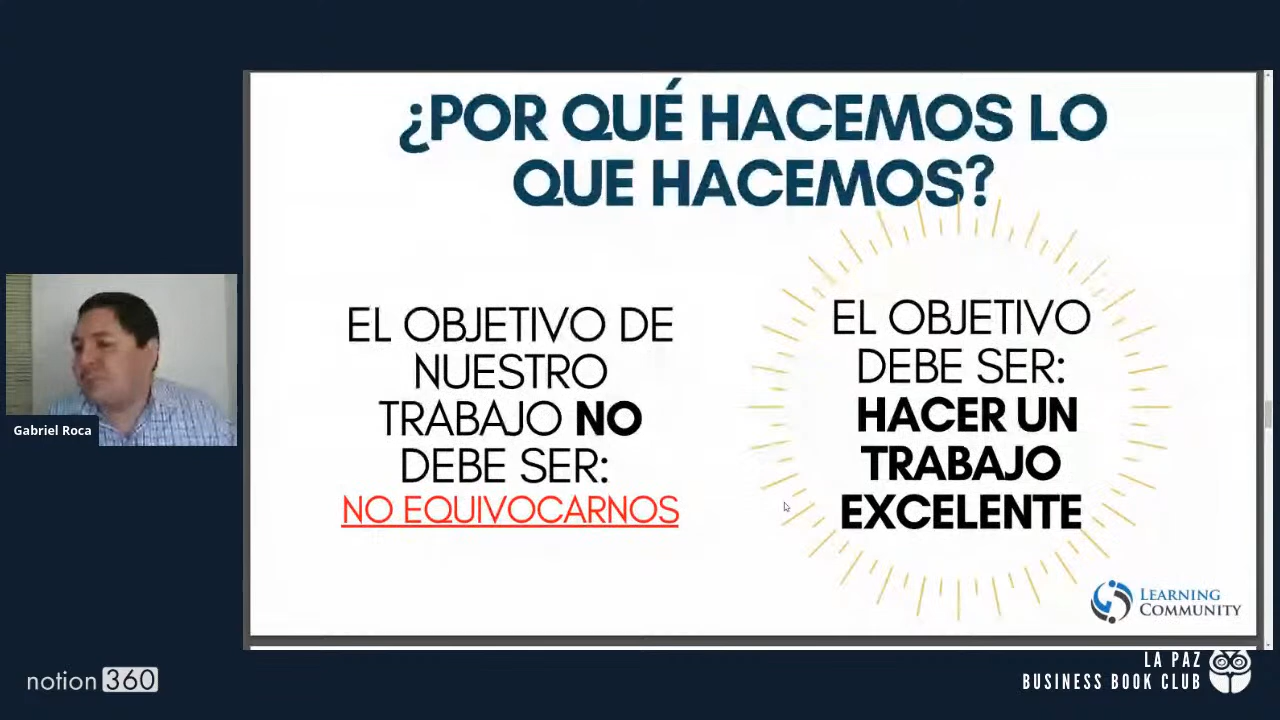 ¿POR QUÉ HACEMOS LO
QUE HACEMOS?
EL OBJETIVO DE
NUESTRO
TRABAJO NO
DEBE SER:
NO EQUIVOCARNOS
EL OBJETIVO
DEBE SER:
HACER UN
TRABAJO
EXCELENTE
LEARNING
COMMUNITY
Gabriel Roca
notion 360
LA PAZ
BUSINESS BOOK CLUB